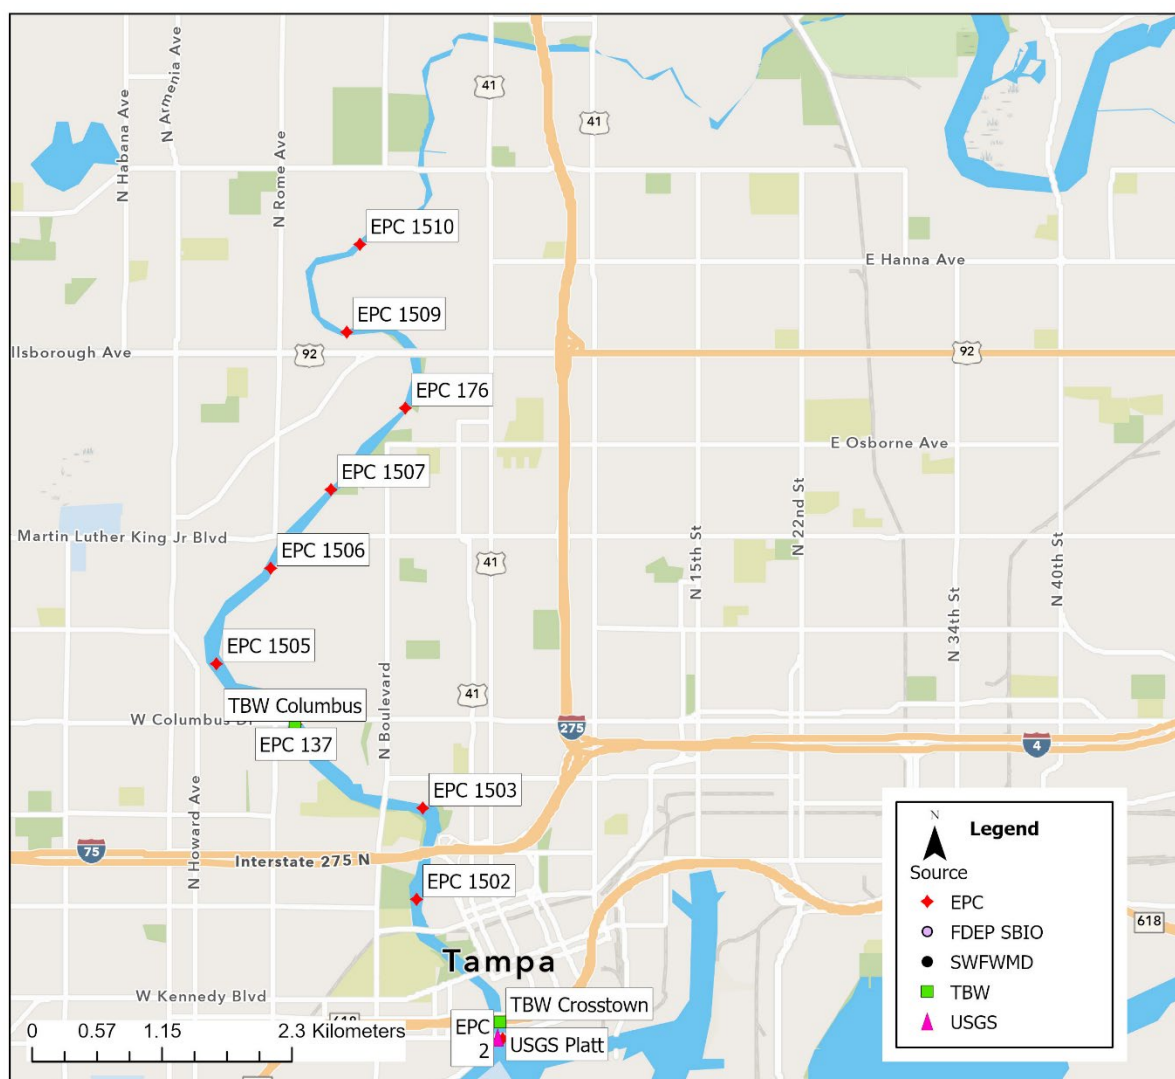 N Habana Ave
N Armenia Ave
N Rome Ave
41
41
EPC 1510
E Hanna Ave
EPC 1509
llsborough Ave
92
92
EPC 176
E Osborne Ave
EPC 1507
N 22nd St
N 15th St
Martin Luther King Jr Blvd
EPC 1506
41
N 34th St
N 40th St
EPC 1505
N Boulevard
TBW Columbus
41
W Columbus D
275
4
EPC 137
EPC 1503
N Howard Ave
75
Interstate 275 N
EPC 1502
618
Tampa
W Kennedy Blvd
TBW Crosstown
618
EPC
2
USGS Platt
0 0.57 1.15 2.3 Kilometers
N
Legend
Source
EPC
FDEP SBIO
SWFWMD
TBW
USGS